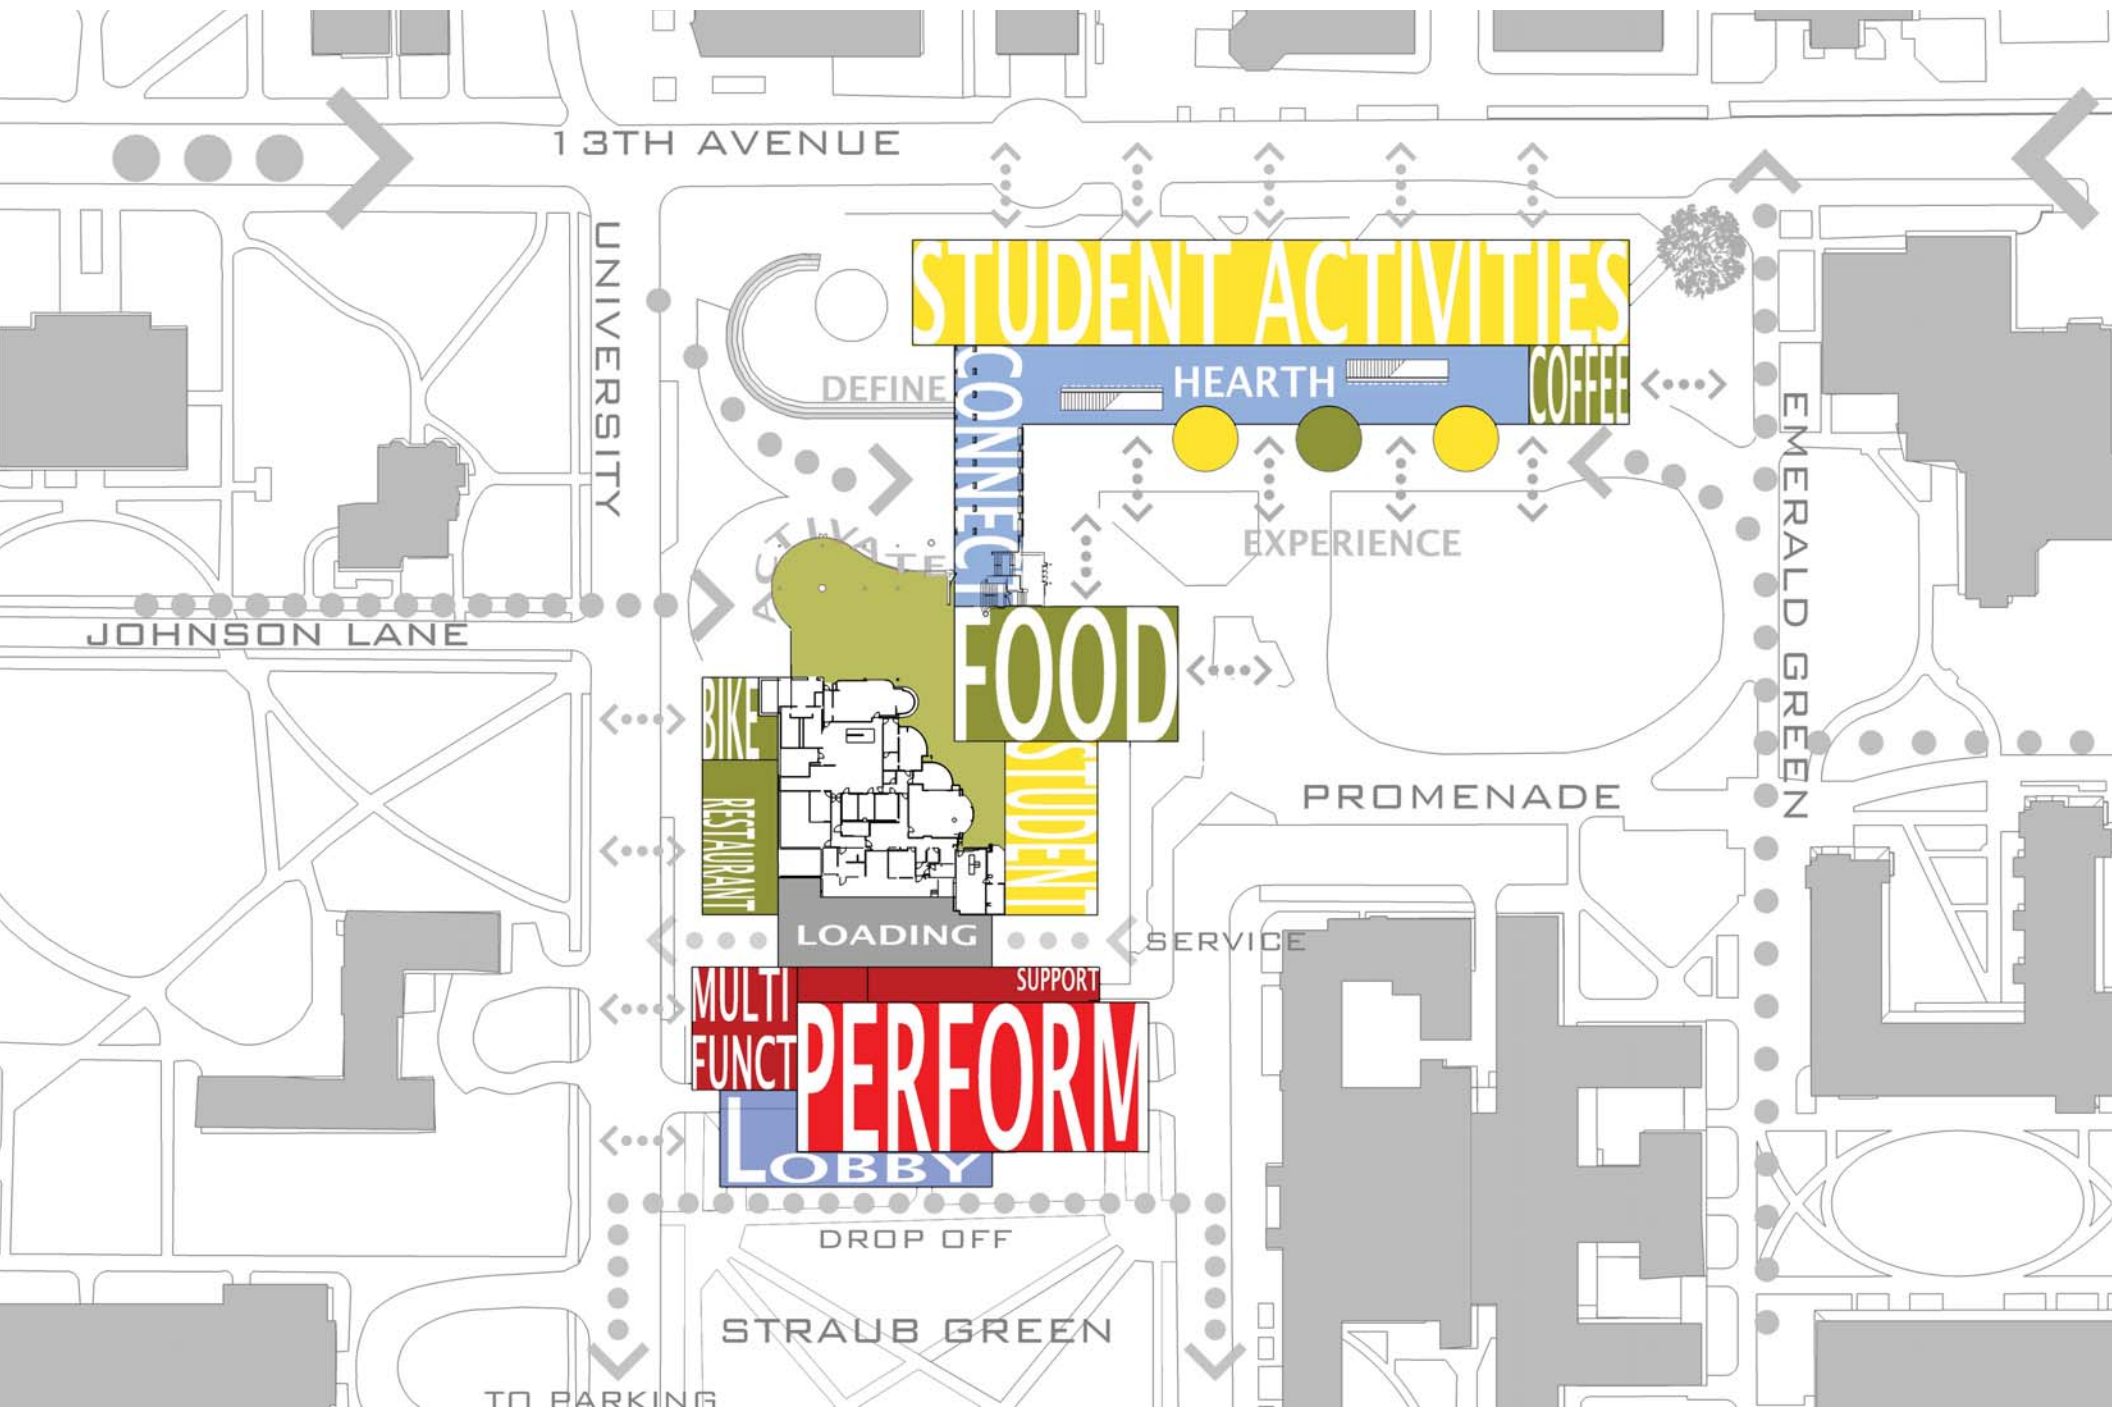 13TH AVENUE
UNIVERSITY
STUDENT ACTIVITIES
DEFINE
CONNECT
HEARTH
COFFEE
EMERALD GREEN
ACTIVATE
EXPERIENCE
JOHNSON LANE
FOOD
BIKE
STUDENT
RESTAURANT
PROMENADE
LOADING
SERVICE
MULTI
FUNCT
SUPPORT
PERFORM
LOBBY
DROP OFF
STRAUB GREEN
TO PARKING